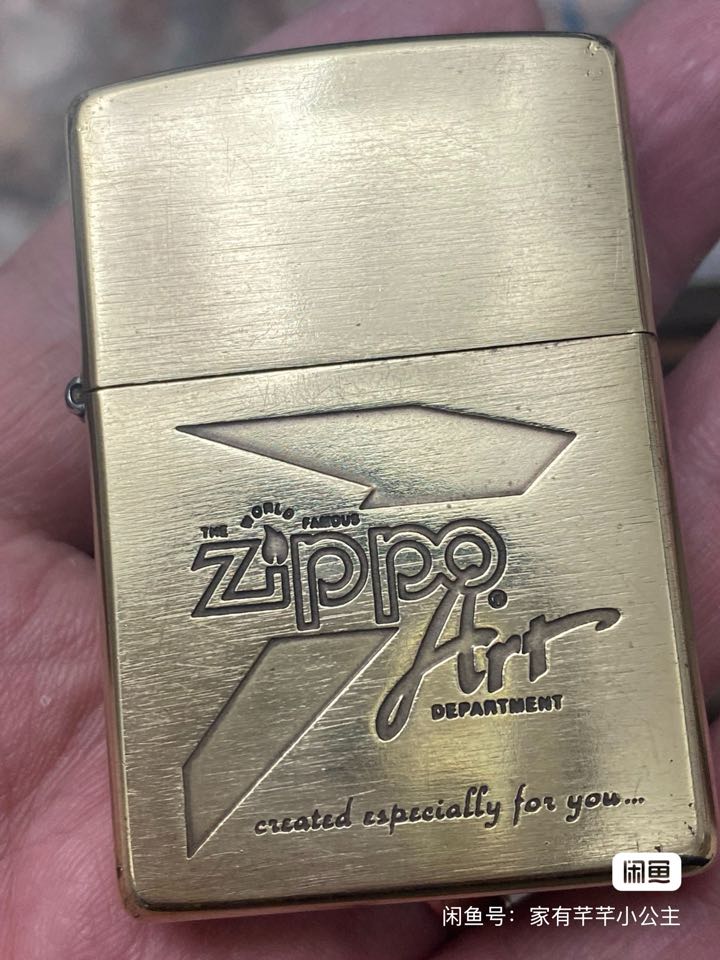 THE WORLD FAMOUS
zippo®
Art
DEPARTMENT
created especially for you...
闲鱼
闲鱼号：家有芊芊小公主